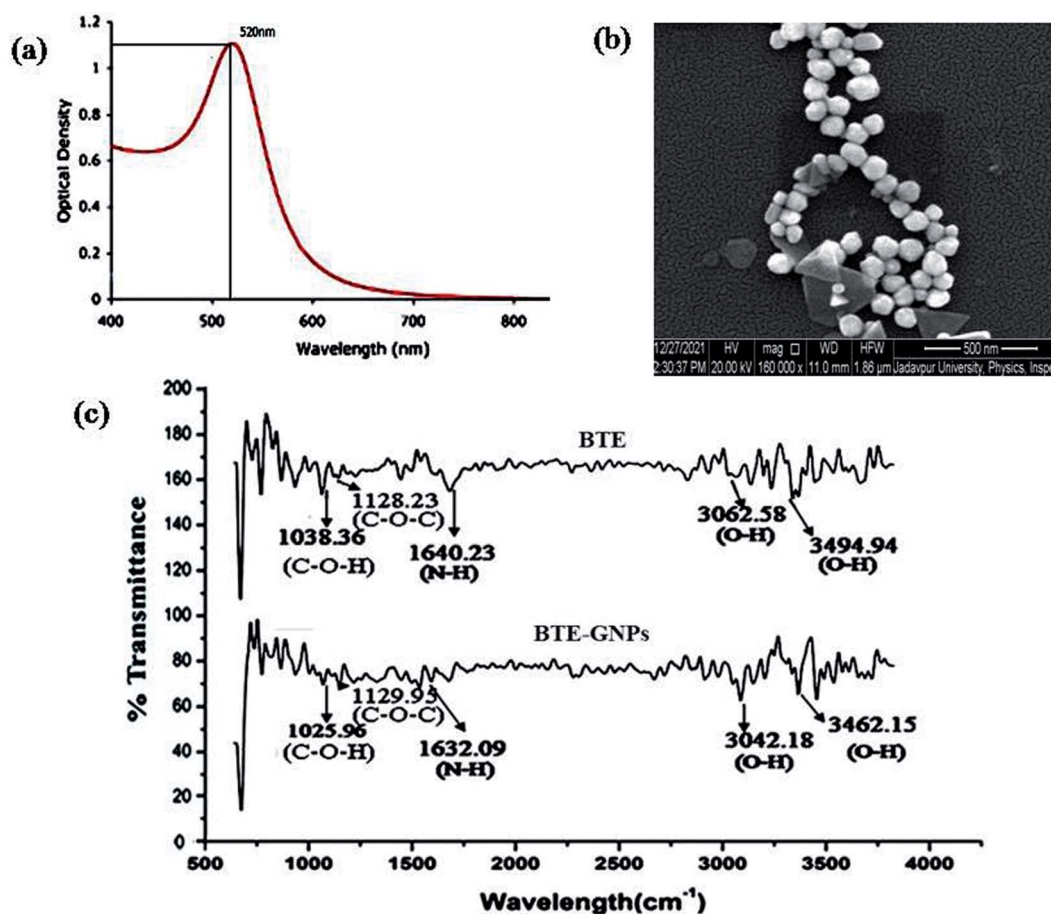 (a)
520nm
1.2
1
0.8
0.6
0.4
0.2
0
Optical Density
400
500
600
700
800
Wavelength (nm)
(b)
12/27/2021 HV mag □ WD HFW 500 nm
2:30:37 PM 20.00 kV 160 000 x 11.0 mm 1.86 µm Jadavpur University, Physics, Inspe
(c)
200
180
160
140
120
100
80
60
40
20
0
% Transmittance
BTE
1128.23
(C-O-C)
1038.36
(C-O-H)
1640.23
(N-H)
3062.58
(O-H)
3494.94
(O-H)
BTE-GNPs
1129.95
(C-O-C)
1025.96
(C-O-H)
1632.09
(N-H)
3042.18
(O-H)
3462.15
(O-H)
500
1000
1500
2000
2500
3000
3500
4000
Wavelength(cm⁻¹)